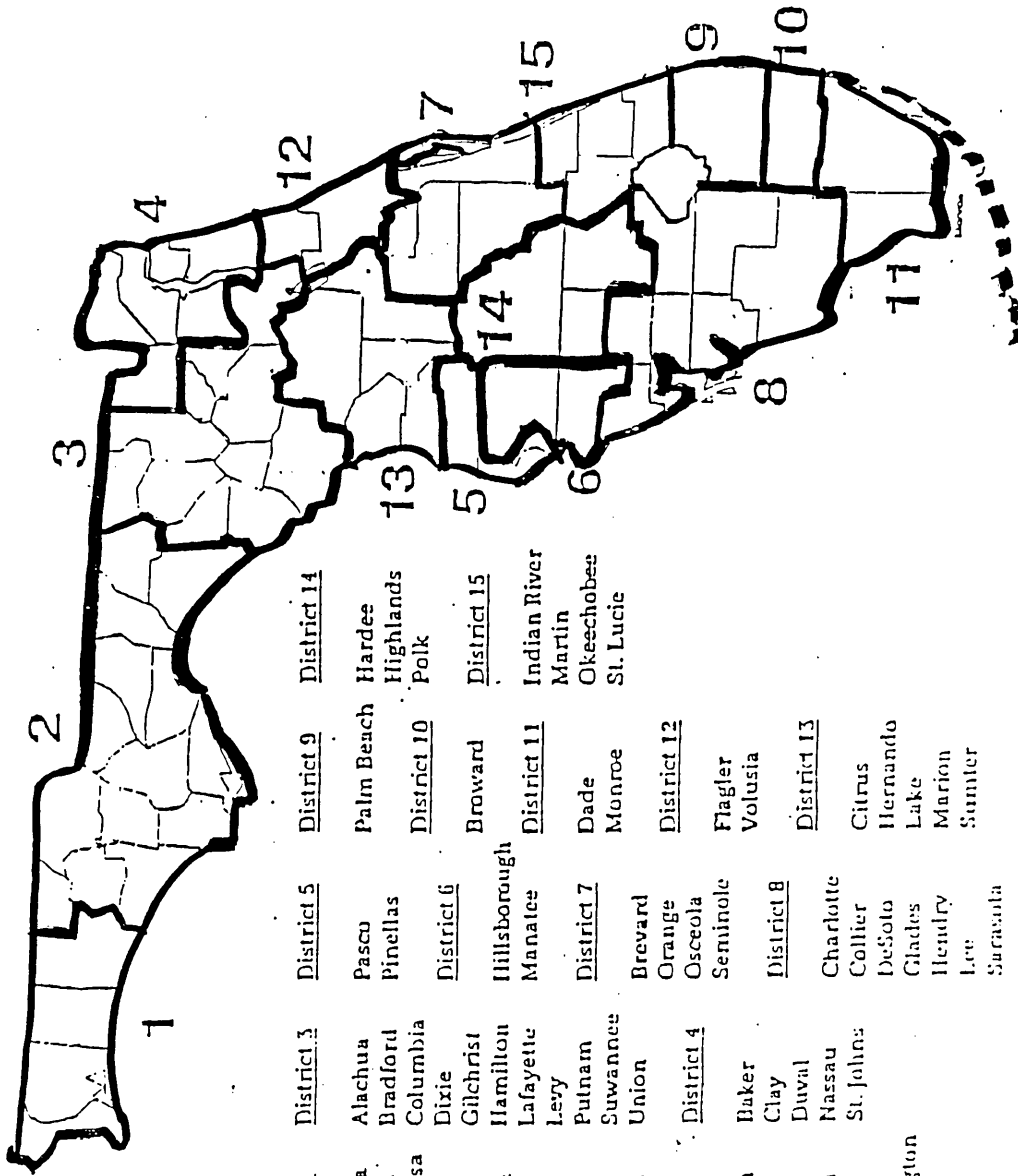 2
3
4
12
7
15
9
10
1
13
5
14
6
8
11
District 3
Alachua
Bradford
Columbia
Dixie
Gilchrist
Hamilton
Lafayette
Levy
Putnam
Suwannee
Union
District 4
Baker
Clay
Duval
Nassau
St. Johns
District 5
Pasco
Pinellas
District 6
Hillsborough
Manatee
District 7
Brevard
Orange
Osceola
Seminole
District 8
Charlotte
Collier
DeSoto
Glades
Hendry
Lee
Sarasota
District 9
Palm Beach
District 10
Broward
District 11
Dade
Monroe
District 12
Flagler
Volusia
District 13
Citrus
Hernando
Lake
Marion
Sumter
District 14
Hardee
Highlands
Polk
District 15
Indian River
Martin
Okeechobee
St. Lucie